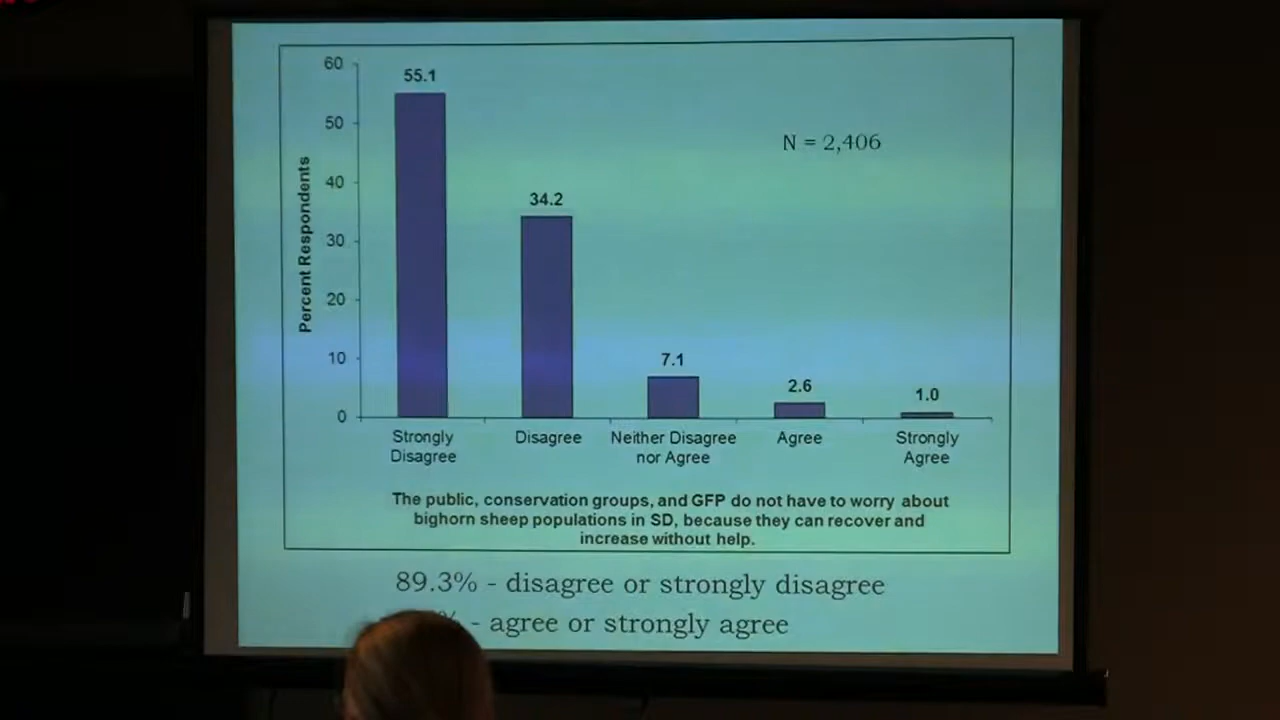 60
55.1
N = 2,406
50
40
34.2
30
20
10
7.1
2.6
1.0
0
Percent Respondents
Strongly
Disagree
Disagree
Neither Disagree
nor Agree
Agree
Strongly
Agree
The public, conservation groups, and GFP do not have to worry about
bighorn sheep populations in SD, because they can recover and
increase without help.
89.3% - disagree or strongly disagree
% - agree or strongly agree